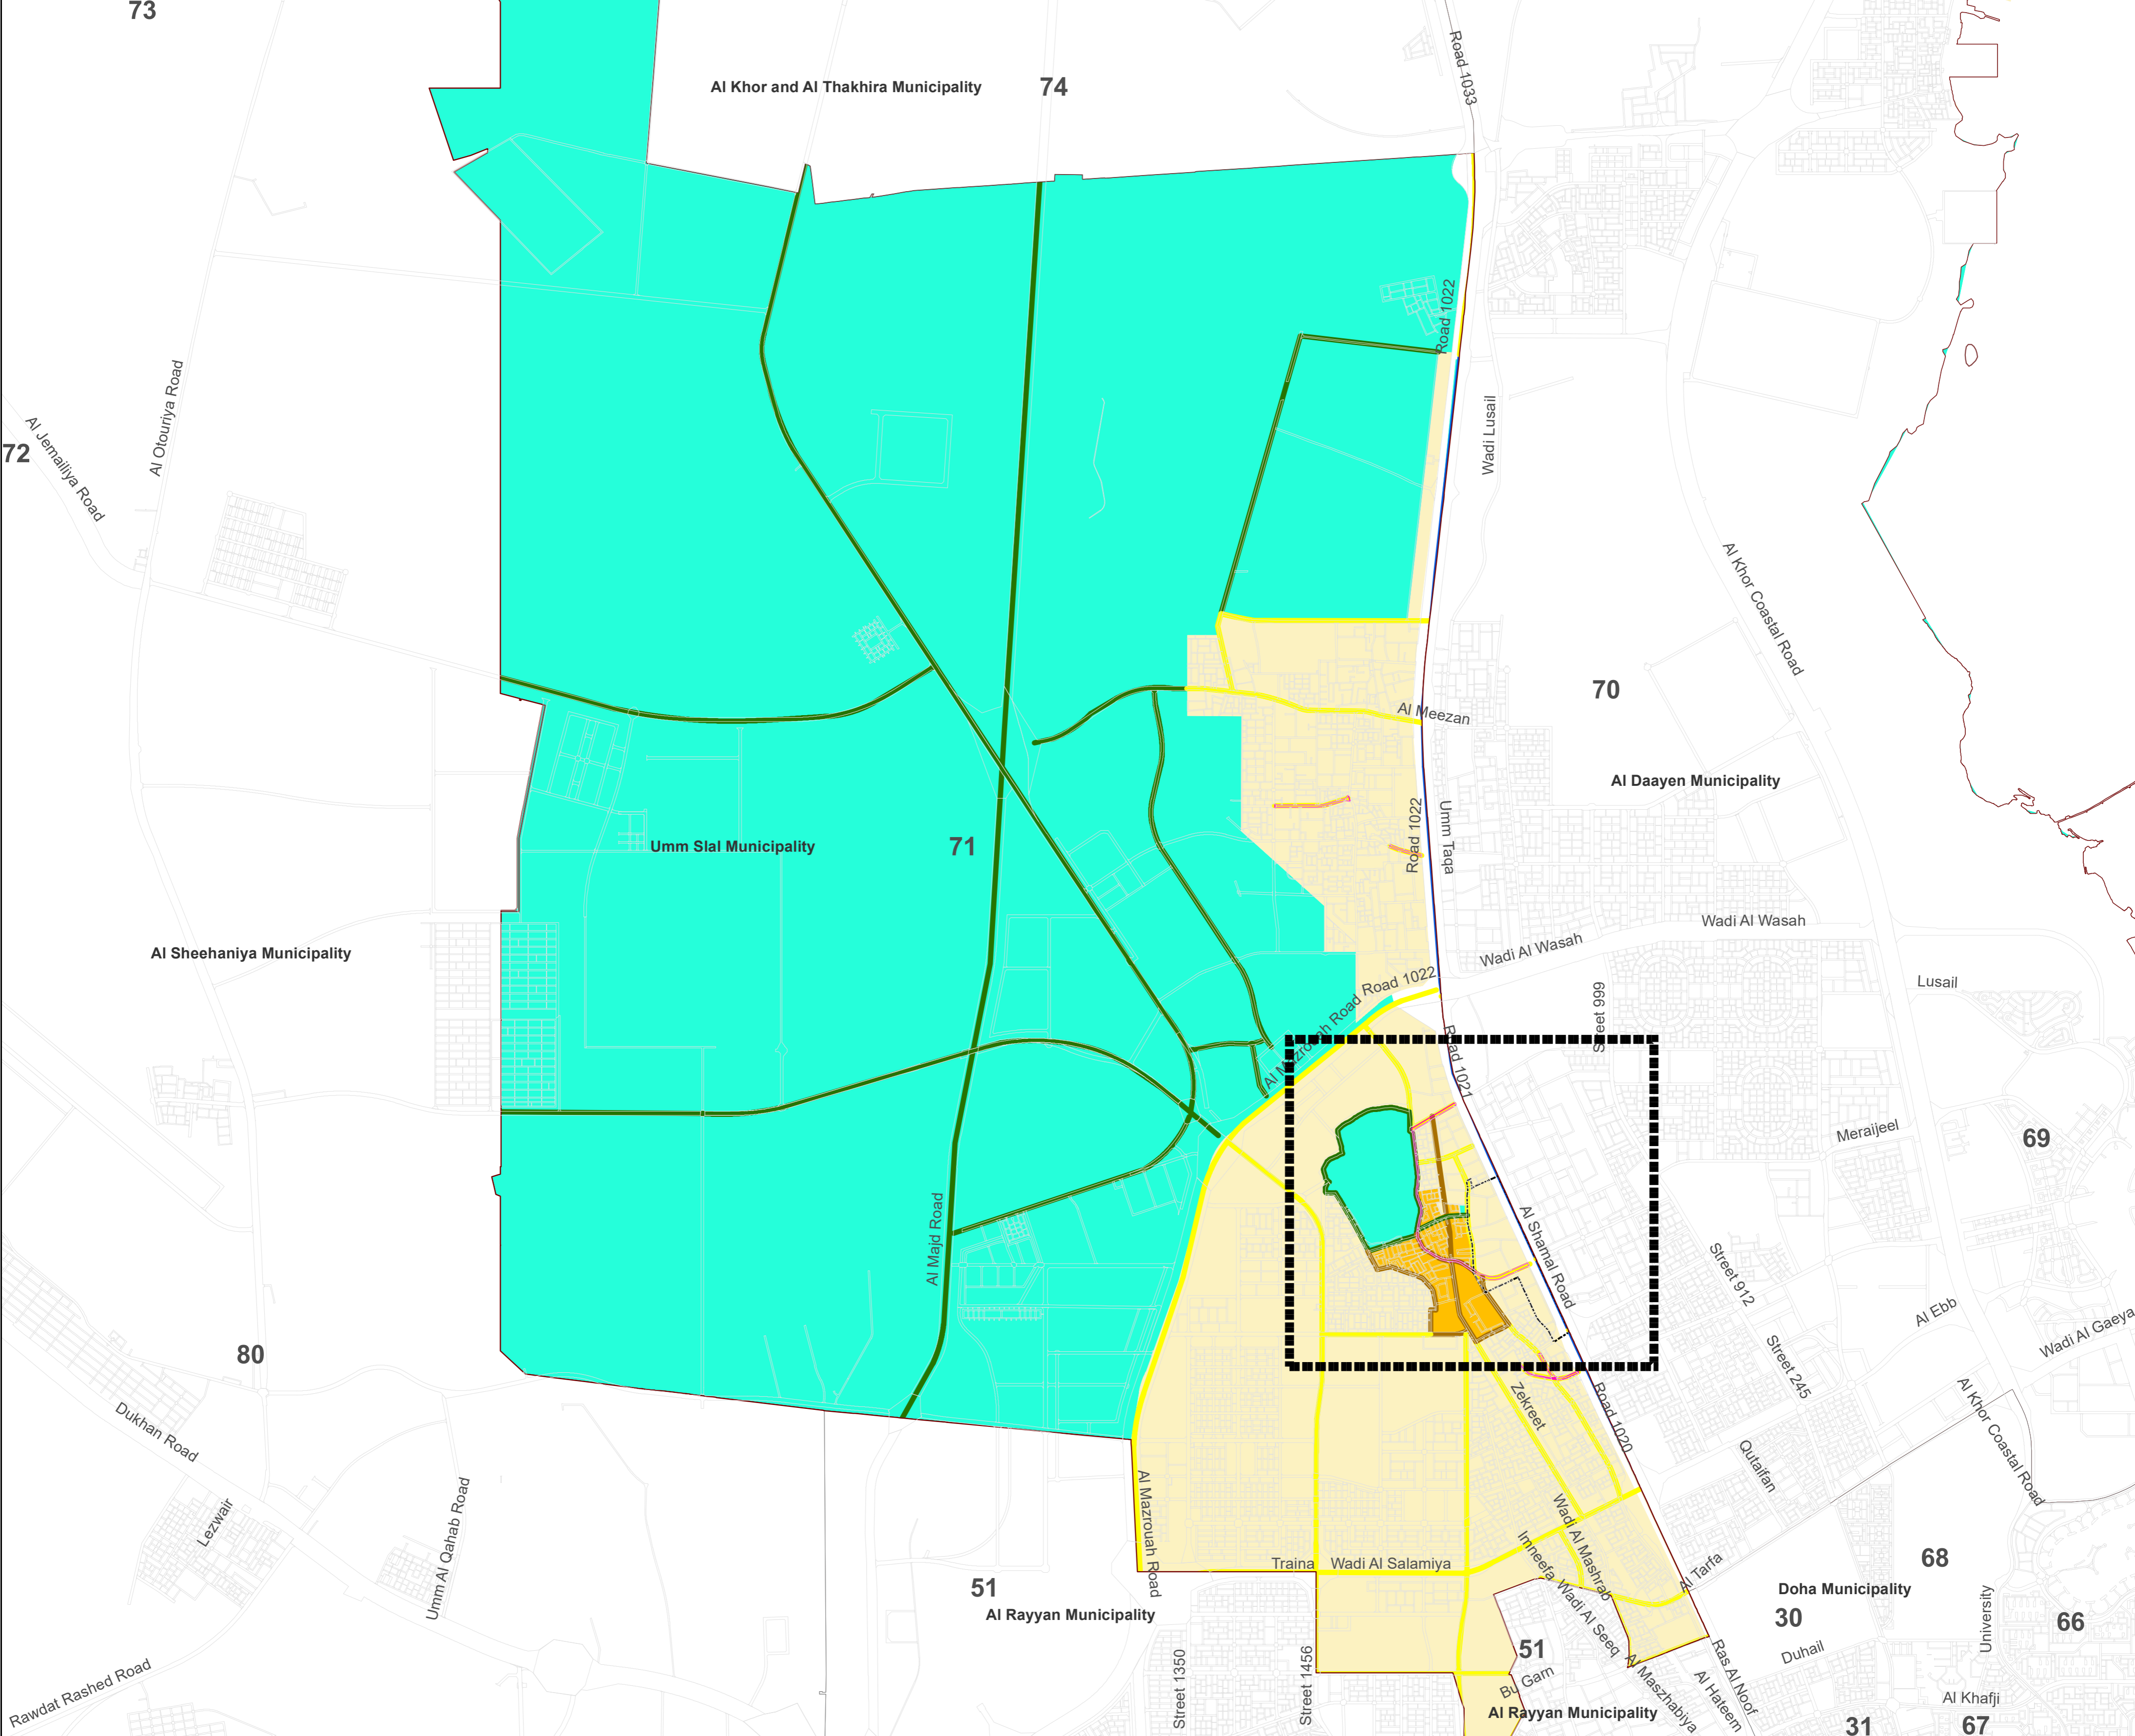 73
Al Khor and Al Thakhira Municipality
74
Road 1033
Road 1022
Al Otouriya Road
Al Jemailiya Road
72
Wadi Lusail
Al Khor Coastal Road
70
Al Meezan
Al Daayen Municipality
Road 1022
Umm Taqa
Umm Slal Municipality
71
Wadi Al Wasah
Wadi Al Wasah
Al Sheehaniya Municipality
Road 1022
Al Mazrouah Road
Lusail
Street 999
Road 1021
Meraijeel
69
Al Majd Road
Al Shamal Road
Street 912
Al Ebb
Wadi Al Gaeya
80
Street 245
Dukhan Road
Zekreet
Road 1020
Al Khor Coastal Road
Qutaifan
Lezwair
Umm Al Qahab Road
Al Mazrouah Road
Traina
Wadi Al Salamiya
Imneefa
Wadi Al Mashrab
Al Tarfa
68
51
Al Rayyan Municipality
Wadi Al Seeq
Doha Municipality
30
66
University
Street 1350
Street 1456
51
Bu Garn
Al Maszhabiya
Ras Al Noof
Al Hateem
Duhail
Rawdat Rashed Road
Al Rayyan Municipality
Al Khafji
31
67